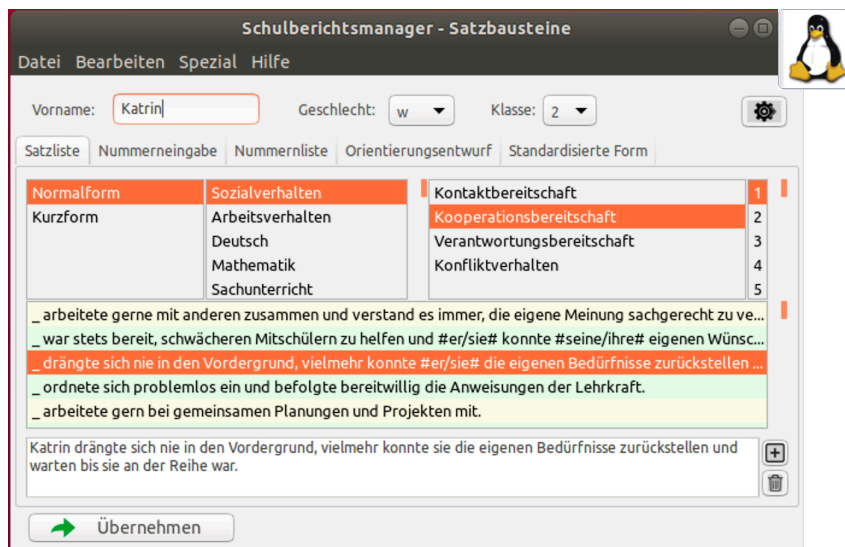 Schulberichtsmanager - Satzbausteine
Datei Bearbeiten Spezial Hilfe
Vorname: Katrin Geschlecht: w Klasse: 2
Satzliste Nummerneingabe Nummernliste Orientierungsentwurf Standardisierte Form
Normalform Sozialverhalten Kontaktbereitschaft 1
Kurzform Arbeitsverhalten Kooperationsbereitschaft 2
Deutsch Verantwortungsbereitschaft 3
Mathematik Konfliktverhalten 4
Sachunterricht 5
_ arbeitete gerne mit anderen zusammen und verstand es immer, die eigene Meinung sachgerecht zu ve...
_ war stets bereit, schwächeren Mitschülern zu helfen und #er/sie# konnte #seine/ihre# eigenen Wünsc...
_ drängte sich nie in den Vordergrund, vielmehr konnte #er/sie# die eigenen Bedürfnisse zurückstellen ...
_ ordnete sich problemlos ein und befolgte bereitwillig die Anweisungen der Lehrkraft.
_ arbeitete gern bei gemeinsamen Planungen und Projekten mit.
Katrin drängte sich nie in den Vordergrund, vielmehr konnte sie die eigenen Bedürfnisse zurückstellen und
warten bis sie an der Reihe war.
Übernehmen